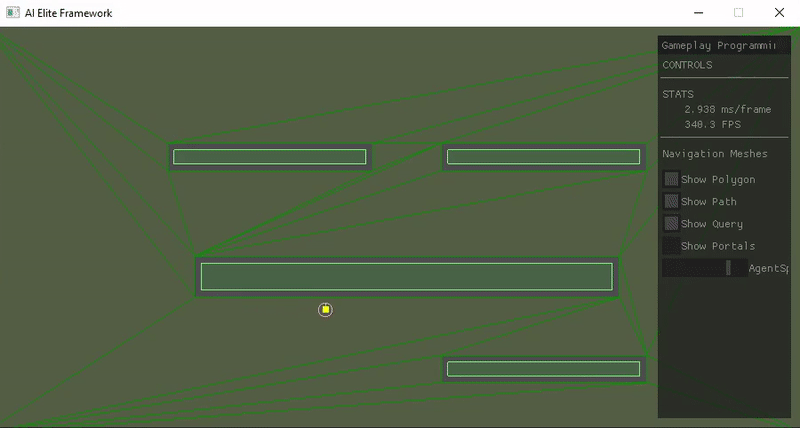 AI Elite Framework
Gameplay Programmin
CONTROLS
STATS
2.938 ms/frame
340.3 FPS
Navigation Meshes
Show Polygon
Show Path
Show Query
Show Portals
AgentSp